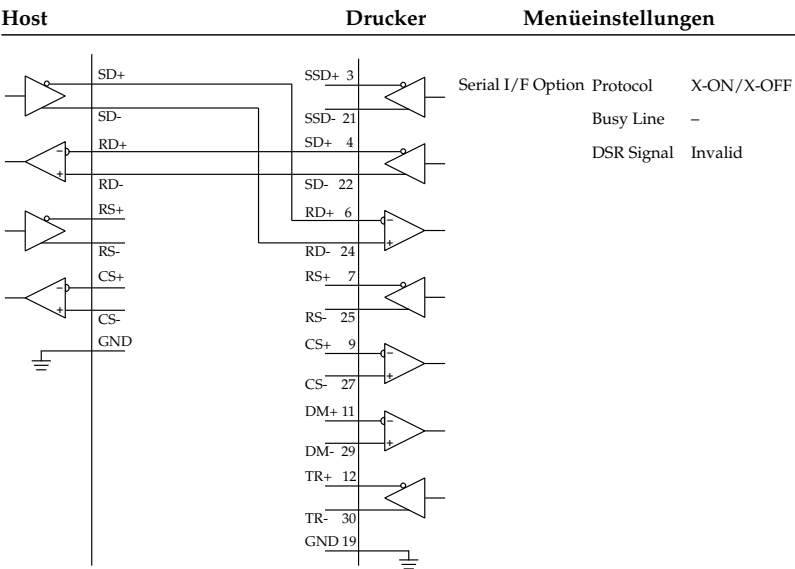 Host Drucker Menüeinstellungen
SD+ SSD+ 3 Serial I/F Option Protocol X-ON/X-OFF
SD- SSD- 21 Busy Line –
RD+ SD+ 4 DSR Signal Invalid
RD- SD- 22
RS+ RD+ 6
RS- RD- 24
CS+ RS+ 7
CS- RS- 25
GND CS+ 9
CS- 27
DM+ 11
DM- 29
TR+ 12
TR- 30
GND 19